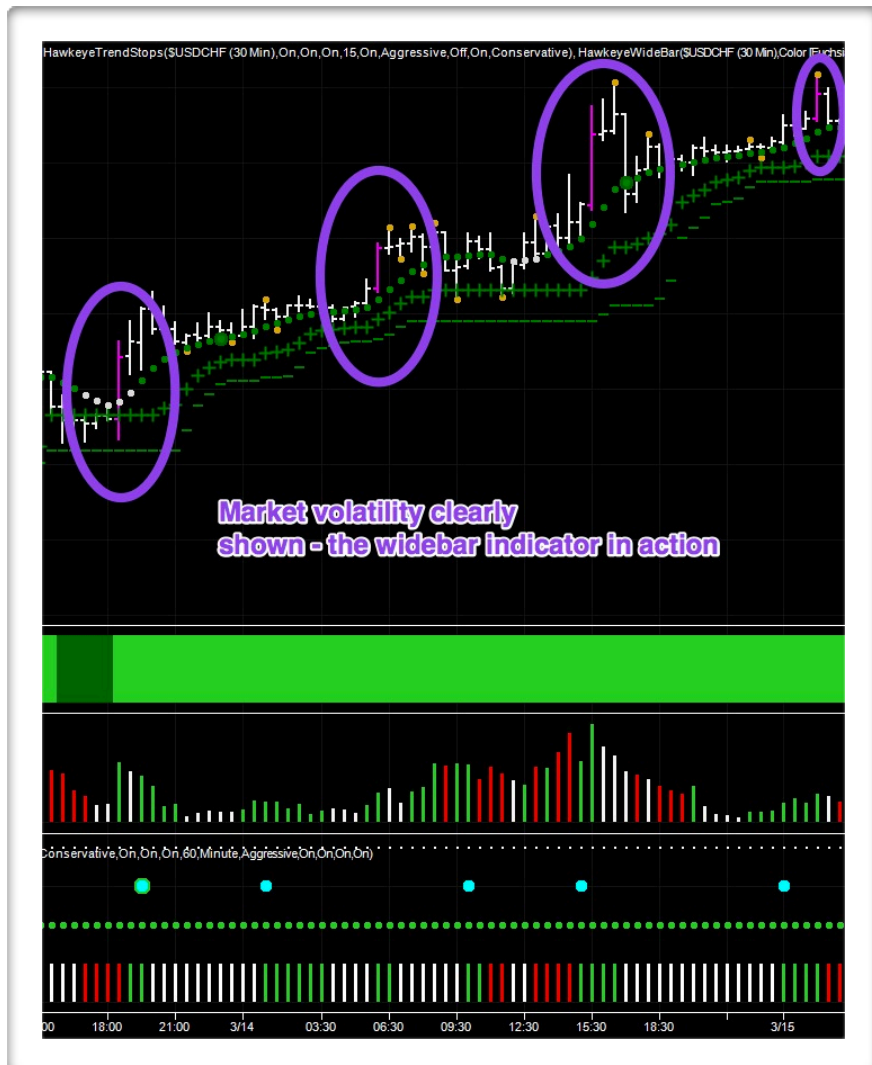 HawkeyeTrendStops($USDCHF (30 Min),On,On,On,15,On,Aggressive,Off,On,Conservative), HawkeyeWideBar($USDCHF (30 Min),Color [Fuchsi
Market volatility clearly
shown - the widebar indicator in action
Conservative,On,On,On,60,Minute,Aggressive,On,On,On,On)
00 18:00 21:00 3/14 03:30 06:30 09:30 12:30 15:30 18:30 3/15